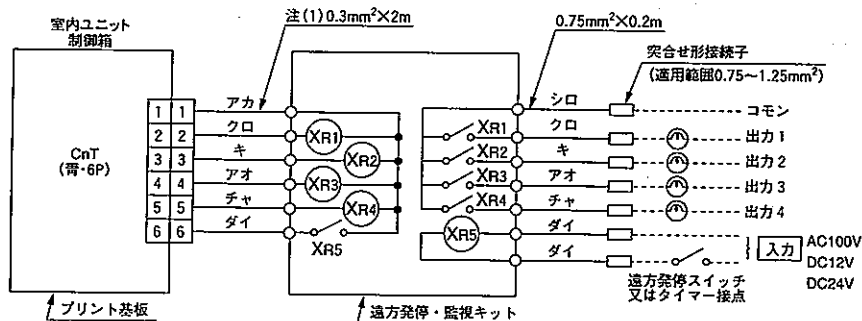 室内ユニット
制御箱
注(1)0.3mm²×2m
0.75mm²×0.2m
突合せ形接続子
(適用範囲0.75~1.25mm²)
CnT
(青・6P)
1 1 アカ
2 2 クロ XR1
3 3 キ XR2
4 4 アオ XR3
5 5 チャ XR4
6 6 ダイ XR5
シロ コモン
XR1 クロ 出力1
XR2 キ 出力2
XR3 アオ 出力3
XR4 チャ 出力4
XR5 ダイ
ダイ
入力
AC100V
DC12V
DC24V
遠方発停スイッチ
又はタイマー接点
プリント基板
遠方発停・監視キット